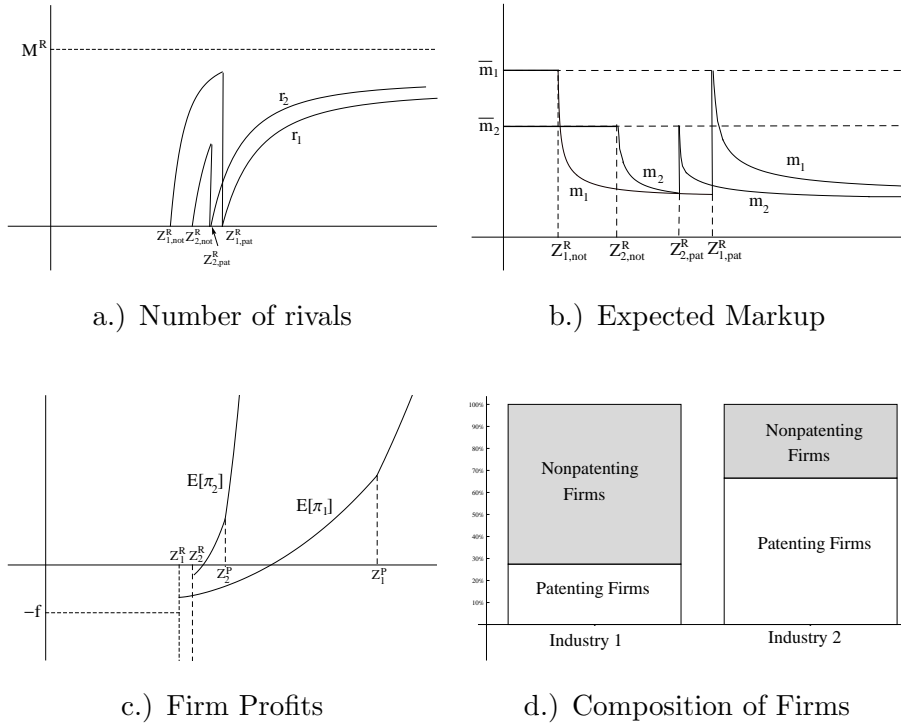 M^R
r_2
r_1
Z^R_{1,not}
Z^R_{2,not}
Z^R_{1,pat}
Z^R_{2,pat}
a.) Number of rivals
m̅_1
m̅_2
m_1
m_2
m_1
m_2
Z^R_{1,not}
Z^R_{2,not}
Z^R_{2,pat}
Z^R_{1,pat}
b.) Expected Markup
E[π_2]
E[π_1]
Z^R_1
Z^R_2
Z^P_2
Z^P_1
−f
c.) Firm Profits
100%
90%
80%
70%
60%
50%
40%
30%
20%
10%
Nonpatenting
Firms
Patenting Firms
Nonpatenting
Firms
Patenting Firms
Industry 1
Industry 2
d.) Composition of Firms